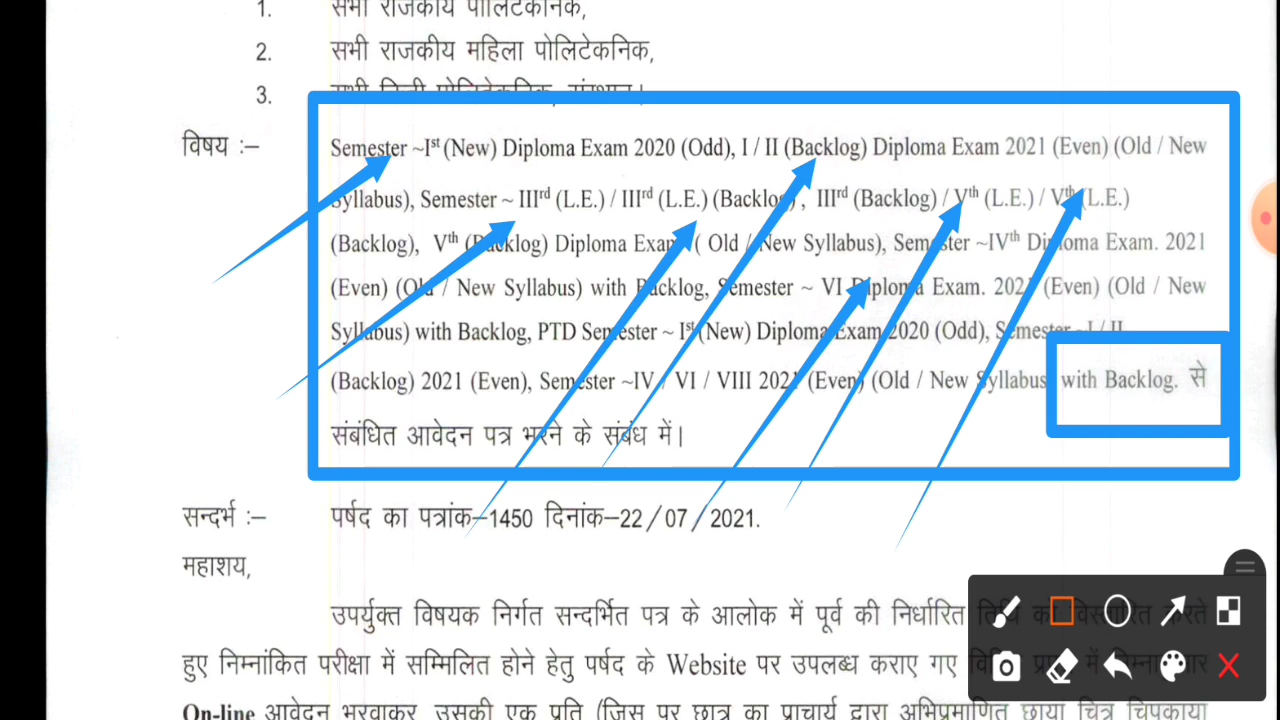 1. सभी राजकीय पॉलिटेकनिक,
2. सभी राजकीय महिला पोलिटेकनिक,
3. सभी निजी पोलिटेकनिक, संस्थान।
विषय :– Semester ~Iˢᵗ (New) Diploma Exam 2020 (Odd), I / II (Backlog) Diploma Exam 2021 (Even) (Old / New
Syllabus), Semester ~ IIIʳᵈ (L.E.) / IIIʳᵈ (L.E.) (Backlog), IIIʳᵈ (Backlog) / Vᵗʰ (L.E.) / Vᵗʰ (L.E.)
(Backlog), Vᵗʰ (Backlog) Diploma Exam ( Old / New Syllabus), Semester ~IVᵗʰ Diploma Exam. 2021
(Even) (Old / New Syllabus) with Backlog, Semester ~ VI Diploma Exam. 2021 (Even) (Old / New
Syllabus) with Backlog, PTD Semester ~ Iˢᵗ (New) Diploma Exam 2020 (Odd), Semester ~I / II
(Backlog) 2021 (Even), Semester ~IV / VI / VIII 2021 (Even) (Old / New Syllabus) with Backlog. से
संबंधित आवेदन पत्र भरने के संबंध में।
सन्दर्भ :– पर्षद का पत्रांक–1450 दिनांक–22/07/2021.
महाशय,
उपर्युक्त विषयक निर्गत सन्दर्भित पत्र के आलोक में पूर्व की निर्धारित तिथि को विस्तारित करते
हुए निम्नांकित परीक्षा में सम्मिलित होने हेतु पर्षद के Website पर उपलब्ध कराए गए
On-line आवेदन भरवाकर उसकी एक प्रति (जिस पर छात्र का प्राचार्य द्वारा अभिप्रमाणित छाया चित्र चिपकाया